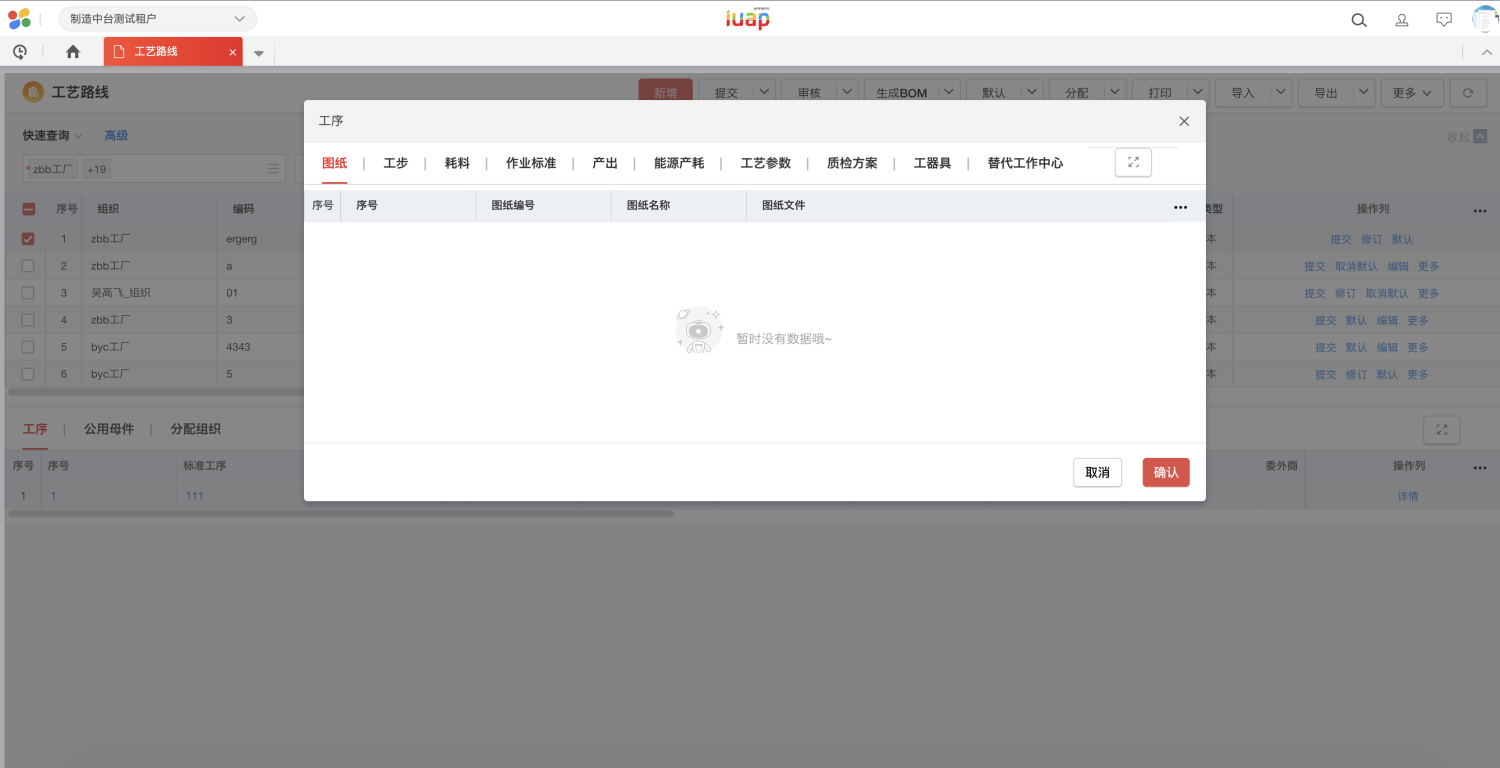 制造中台测试租户
yonyou
iuap
工艺路线
工艺路线
新增 提交 审核 生成BOM 默认 分配 打印 导入 导出 更多
快速查询 高级
收起
* zbb工厂 +19
序号 组织 编码 类型 操作列
1 zbb工厂 ergerg 本 提交 修订 默认
2 zbb工厂 a 本 提交 取消默认 编辑 更多
3 吴高飞_组织 01 本 提交 修订 取消默认 更多
4 zbb工厂 3 本 提交 默认 编辑 更多
5 byc工厂 4343 本 提交 默认 编辑 更多
6 byc工厂 5 本 提交 修订 默认 更多
工序 | 公用母件 | 分配组织
序号 序号 标准工序 委外商 操作列
1 1 111 详情
工序
图纸 | 工步 | 耗料 | 作业标准 | 产出 | 能源产耗 | 工艺参数 | 质检方案 | 工器具 | 替代工作中心
序号 序号 图纸编号 图纸名称 图纸文件
暂时没有数据哦~
取消 确认